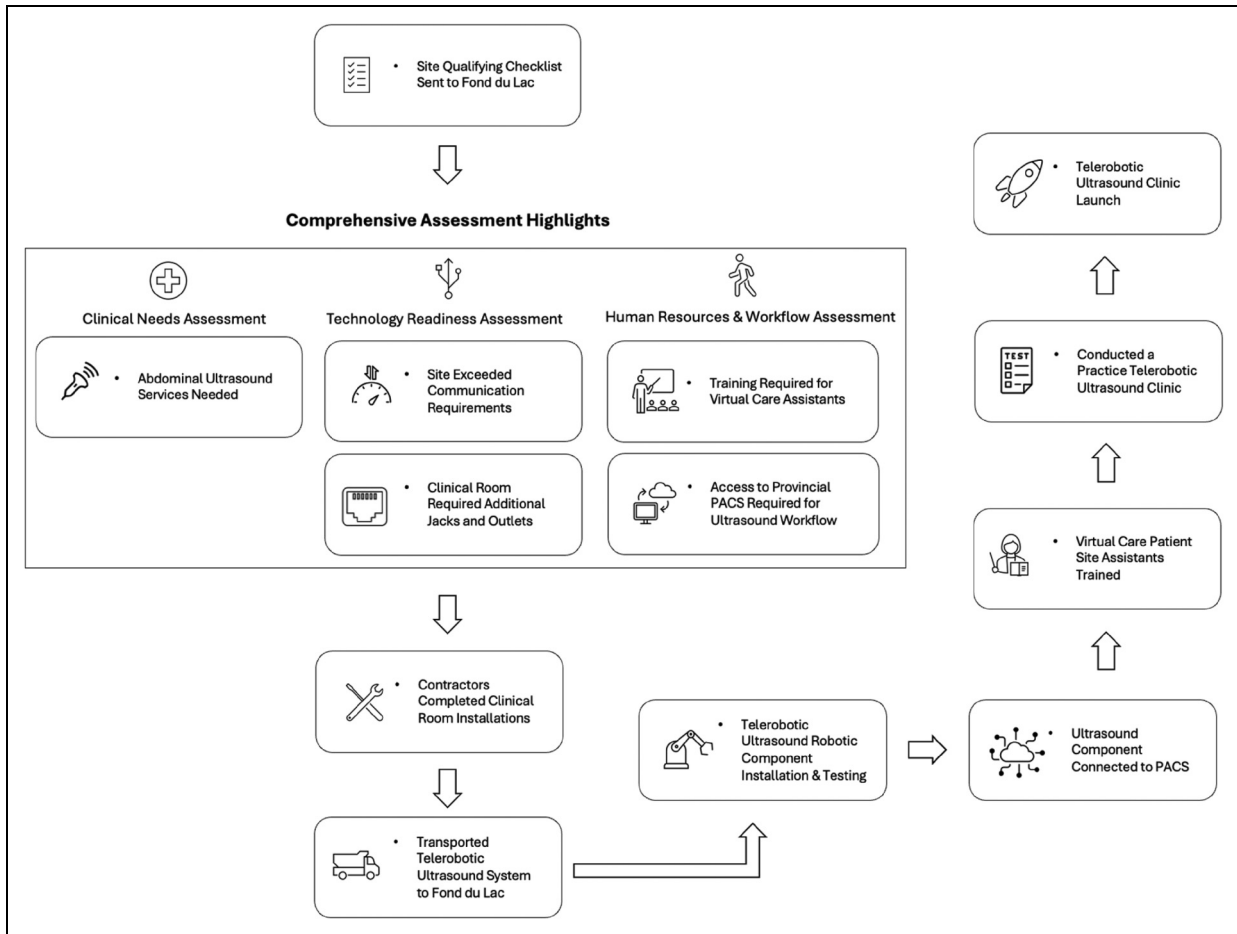 • Site Qualifying Checklist
Sent to Fond du Lac
Comprehensive Assessment Highlights
Clinical Needs Assessment
• Abdominal Ultrasound
Services Needed
Technology Readiness Assessment
• Site Exceeded
Communication
Requirements
• Clinical Room
Required Additional
Jacks and Outlets
Human Resources & Workflow Assessment
• Training Required for
Virtual Care Assistants
• Access to Provincial
PACS Required for
Ultrasound Workflow
• Contractors
Completed Clinical
Room Installations
• Transported
Telerobotic
Ultrasound System
to Fond du Lac
• Telerobotic
Ultrasound Robotic
Component
Installation & Testing
• Ultrasound
Component
Connected to PACS
• Virtual Care Patient
Site Assistants
Trained
TEST
• Conducted a
Practice Telerobotic
Ultrasound Clinic
• Telerobotic
Ultrasound Clinic
Launch